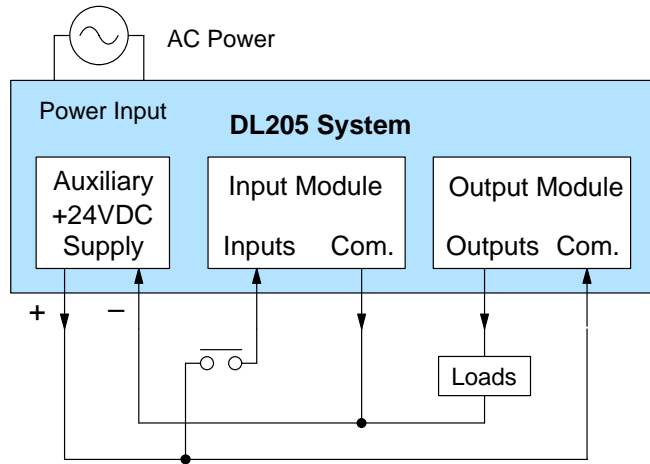 AC Power
Power Input
DL205 System
Auxiliary
+24VDC
Supply
Input Module
Inputs Com.
Output Module
Outputs Com.
+ –
Loads